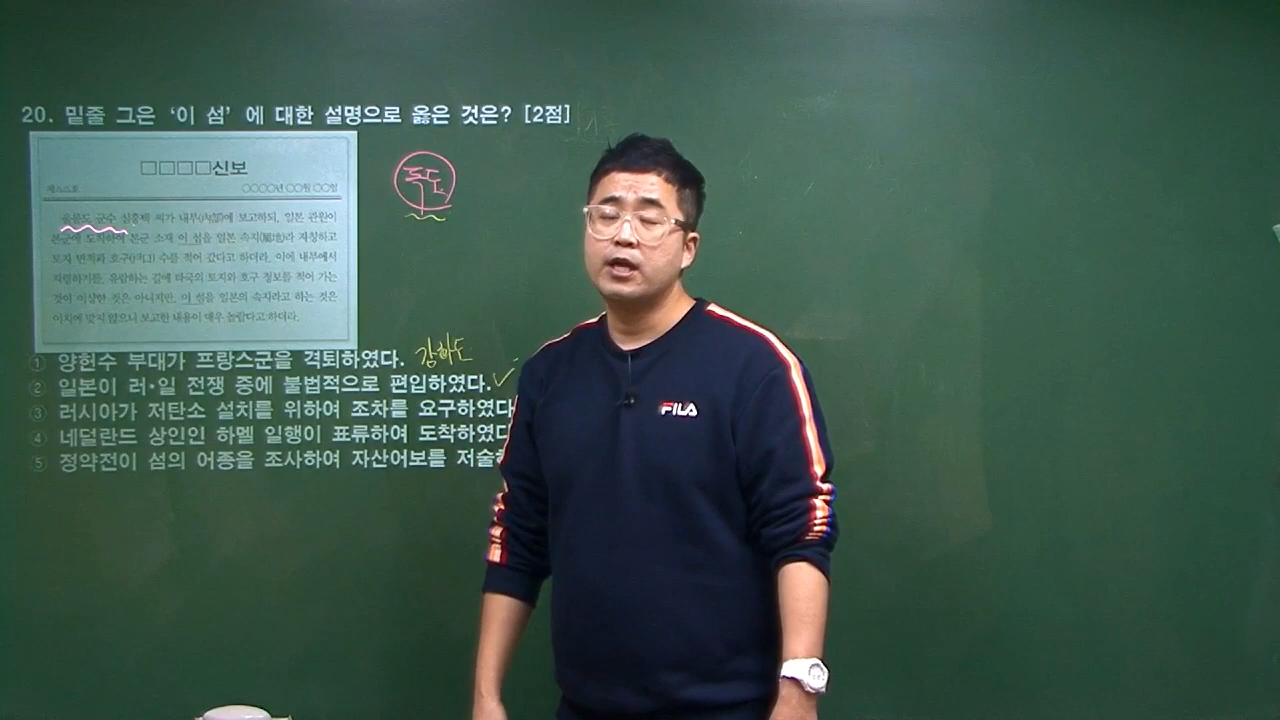 20. 밑줄 그은 ‘이 섬’ 에 대한 설명으로 옳은 것은? [2점]
□□□□신보
제스스호 ○○○○년 ○○월 ○○일
울릉도 군수 심흥택 씨가 내부(內部)에 보고하되, 일본 관원이
본군에 도착하여 본군 소재 이 섬을 일본 속지(屬地)라 자칭하고
토지 면적과 호구(戶口) 수를 적어 갔다고 하더라. 이에 내부에서
지령하기를, 유람하는 길에 타국의 토지와 호구 정보를 적어 가는
것이 이상한 것은 아니지만, 이 섬을 일본의 속지라고 하는 것은
이치에 맞지 않으니 보고한 내용이 매우 놀랍다고 하더라.
독도
① 양헌수 부대가 프랑스군을 격퇴하였다. 강화도
② 일본이 러·일 전쟁 중에 불법적으로 편입하였다.
③ 러시아가 저탄소 설치를 위하여 조차를 요구하였다
④ 네덜란드 상인인 하멜 일행이 표류하여 도착하였다
⑤ 정약전이 섬의 어종을 조사하여 자산어보를 저술
FILA